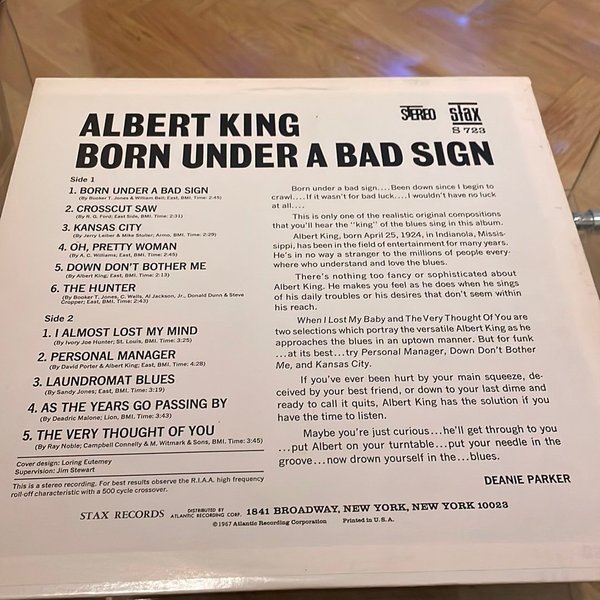 ALBERT KING
BORN UNDER A BAD SIGN
STEREO
stax
S 723
Side 1
1. BORN UNDER A BAD SIGN
(By Booker T. Jones & William Bell; East, BMI. Time: 2:45)
2. CROSSCUT SAW
(By R. G. Ford; East Side, BMI. Time: 2:31)
3. KANSAS CITY
(By Jerry Leiber & Mike Stoller; Armo, BMI. Time: 2:29)
4. OH, PRETTY WOMAN
(By A. C. Williams; East, BMI. Time: 2:45)
5. DOWN DON'T BOTHER ME
(By Albert King; East, BMI. Time: 2:13)
6. THE HUNTER
(By Booker T. Jones, C. Wells, Al Jackson, Jr., Donald Dunn & Steve
Cropper; East, BMI. Time: 2:43)
Side 2
1. I ALMOST LOST MY MIND
(By Ivory Joe Hunter; St. Louis, BMI. Time: 3:25)
2. PERSONAL MANAGER
(By David Porter & Albert King; East, BMI. Time: 4:28)
3. LAUNDROMAT BLUES
(By Sandy Jones; East, BMI. Time: 3:19)
4. AS THE YEARS GO PASSING BY
(By Deadric Malone; Lion, BMI. Time: 3:43)
5. THE VERY THOUGHT OF YOU
(By Ray Noble; Campbell Connelly & M. Witmark & Sons, BMI. Time: 3:45)
Cover design: Loring Eutemey
Supervision: Jim Stewart
This is a stereo recording. For best results observe the R.I.A.A. high frequency
roll-off characteristic with a 500 cycle crossover.
Born under a bad sign....Been down since I begin to
crawl....If it wasn't for bad luck....I wouldn't have no luck
at all....
This is only one of the realistic original compositions
that you'll hear the "king" of the blues sing in this album.
Albert King, born April 25, 1924, in Indianola, Missis-
sippi, has been in the field of entertainment for many years.
He's in no way a stranger to the millions of people every-
where who understand and love the blues.
There's nothing too fancy or sophisticated about
Albert King. He makes you feel as he does when he sings
of his daily troubles or his desires that don't seem within
his reach.
When I Lost My Baby and The Very Thought Of You are
two selections which portray the versatile Albert King as he
approaches the blues in an uptown manner. But for funk
...at its best...try Personal Manager, Down Don't Bother
Me, and Kansas City.
If you've ever been hurt by your main squeeze, de-
ceived by your best friend, or down to your last dime and
ready to call it quits, Albert King has the solution if you
have the time to listen.
Maybe you're just curious...he'll get through to you
...put Albert on your turntable...put your needle in the
groove...now drown yourself in the...blues.
DEANIE PARKER
STAX RECORDS DISTRIBUTED BY ATLANTIC RECORDING CORP. 1841 BROADWAY, NEW YORK, NEW YORK 10023
©1967 Atlantic Recording Corporation Printed in U. S. A.